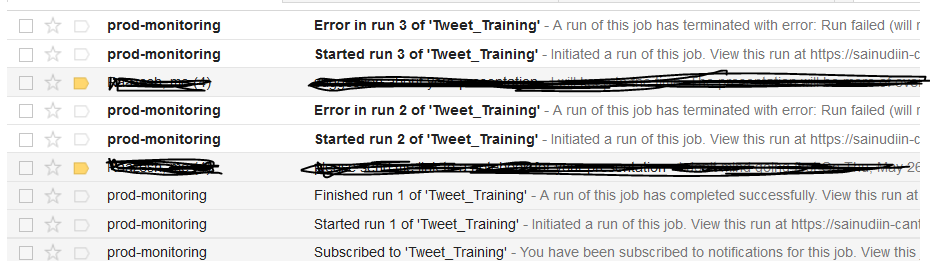 prod-monitoring Error in run 3 of 'Tweet_Training' - A run of this job has terminated with error: Run failed (will
prod-monitoring Started run 3 of 'Tweet_Training' - Initiated a run of this job. View this run at https://sainudiin-c
prod-monitoring Error in run 2 of 'Tweet_Training' - A run of this job has terminated with error: Run failed (will
prod-monitoring Started run 2 of 'Tweet_Training' - Initiated a run of this job. View this run at https://sainudiin-c
May 26
prod-monitoring Finished run 1 of 'Tweet_Training' - A run of this job has completed successfully. View this run at
prod-monitoring Started run 1 of 'Tweet_Training' - Initiated a run of this job. View this run at https://sainudiin-cant
prod-monitoring Subscribed to 'Tweet_Training' - You have been subscribed to notifications for this job. View this